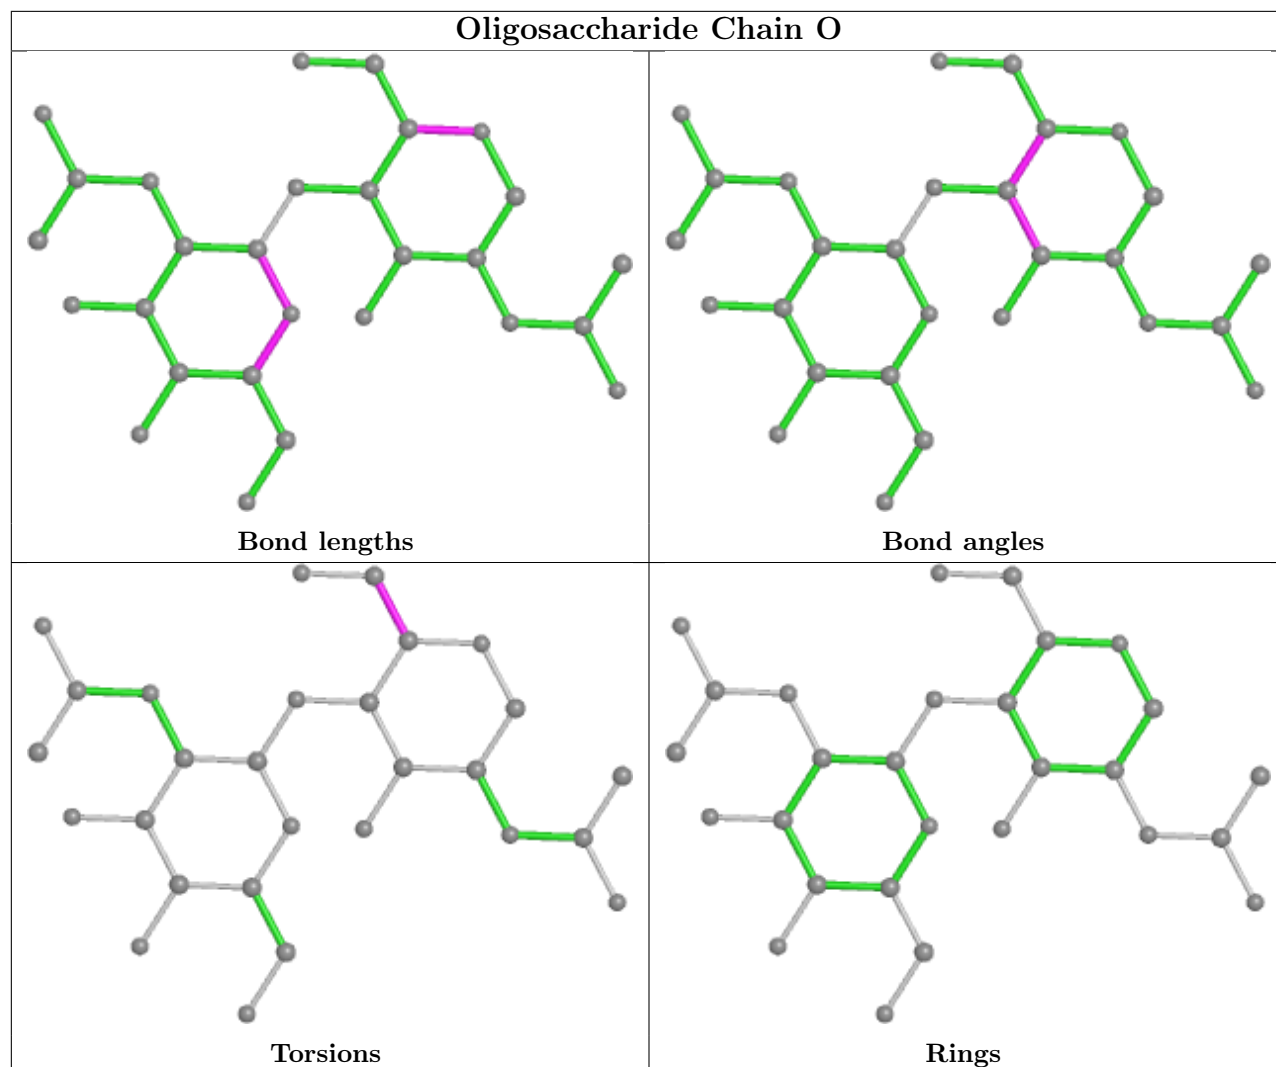 Oligosaccharide Chain O
Bond lengths
Bond angles
Torsions
Rings